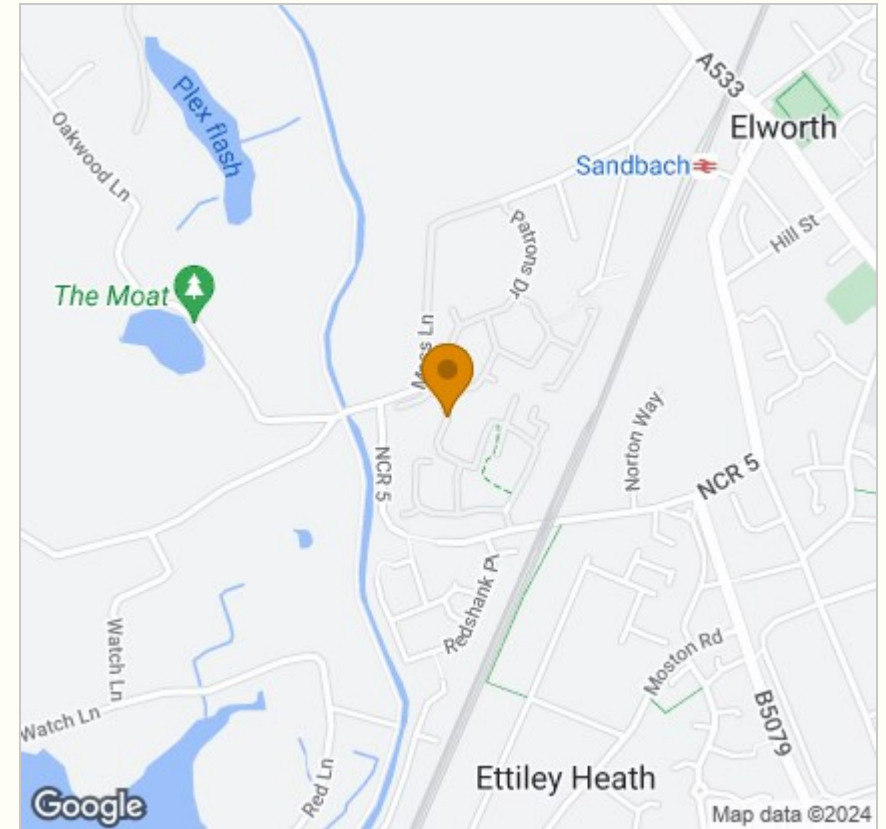 A533
Elworth
Plex flash
Oakwood Ln
Sandbach
Hill St
Patrons Dr
The Moat
Moss Ln
Norton Way
NCR 5
NCR 5
Redshank Pl
Watch Ln
Moston Rd
Watch Ln
B5079
Red Ln
Ettiley Heath
Google
Map data ©2024